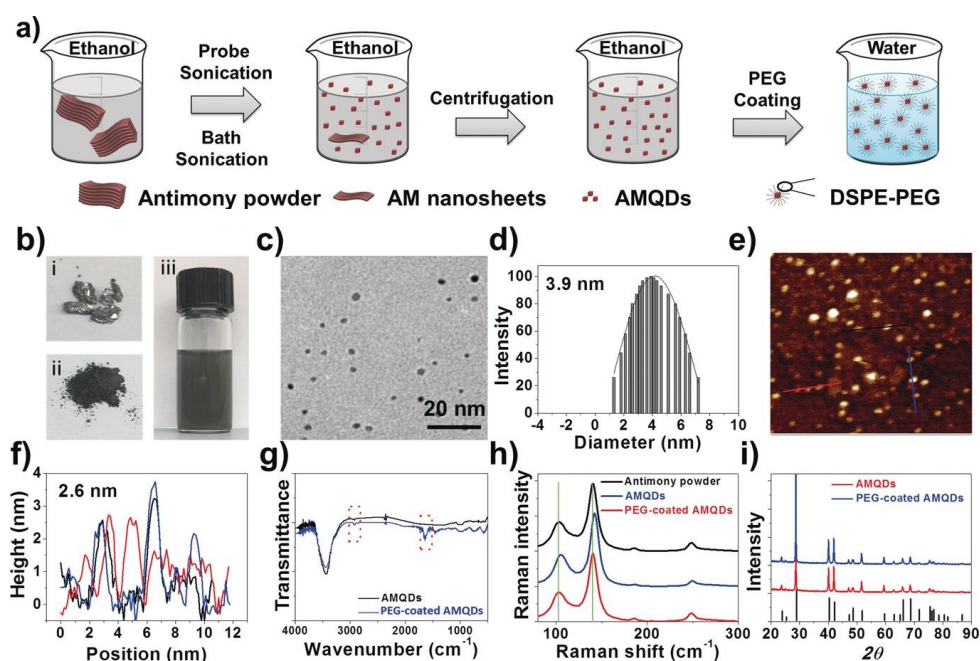 a)
Ethanol
Probe
Sonication
Bath
Sonication
Ethanol
Centrifugation
Ethanol
PEG
Coating
Water
Antimony powder
AM nanosheets
AMQDs
DSPE-PEG
b)
i
ii
iii
c)
20 nm
d)
3.9 nm
Intensity
100
80
60
40
20
0
-4 -2 0 2 4 6 8 10
Diameter (nm)
e)
f)
2.6 nm
Height (nm)
4
3
2
1
0
0 2 4 6 8 10 12
Position (nm)
g)
Transmittance
AMQDs
PEG-coated AMQDs
4000 3000 2000 1000
Wavenumber (cm⁻¹)
h)
Raman intensity
Antimony powder
AMQDs
PEG-coated AMQDs
100 200 300
Raman shift (cm⁻¹)
i)
Intensity
AMQDs
PEG-coated AMQDs
20 30 40 50 60 70 80 90
2θ